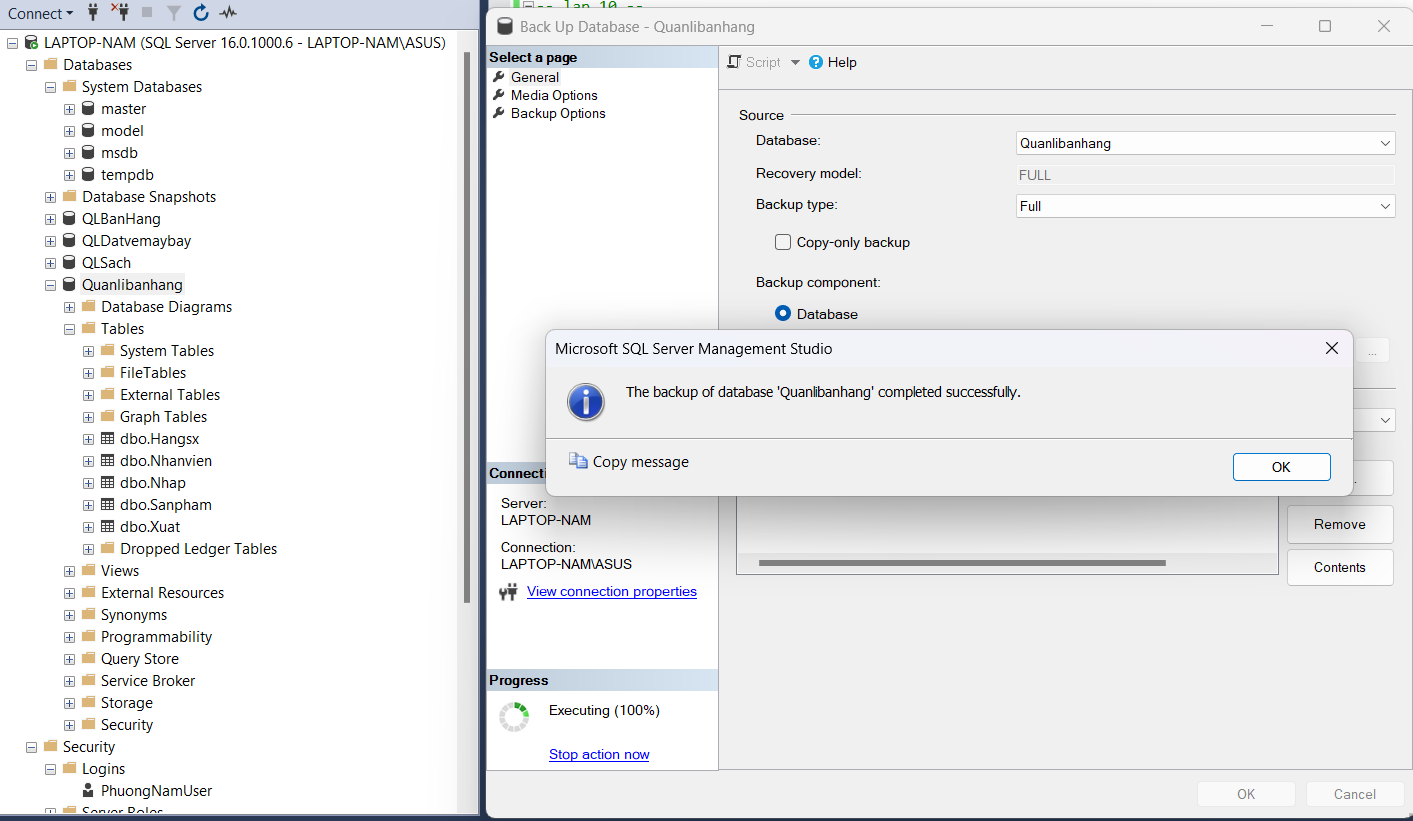 Connect
LAPTOP-NAM (SQL Server 16.0.1000.6 - LAPTOP-NAM\ASUS)
Databases
System Databases
master
model
msdb
tempdb
Database Snapshots
QLBanHang
QLDatvemaybay
QLSach
Quanlibanhang
Database Diagrams
Tables
System Tables
FileTables
External Tables
Graph Tables
dbo.Hangsx
dbo.Nhanvien
dbo.Nhap
dbo.Sanpham
dbo.Xuat
Dropped Ledger Tables
Views
External Resources
Synonyms
Programmability
Query Store
Service Broker
Storage
Security
Security
Logins
PhuongNamUser
Server Roles
Back Up Database - Quanlibanhang
Select a page
General
Media Options
Backup Options
Script
Help
Source
Database:
Quanlibanhang
Recovery model:
FULL
Backup type:
Full
Copy-only backup
Backup component:
Database
...
Microsoft SQL Server Management Studio
The backup of database 'Quanlibanhang' completed successfully.
Copy message
OK
Remove
Contents
Connecti
Server:
LAPTOP-NAM
Connection:
LAPTOP-NAM\ASUS
View connection properties
Progress
Executing (100%)
Stop action now
OK
Cancel